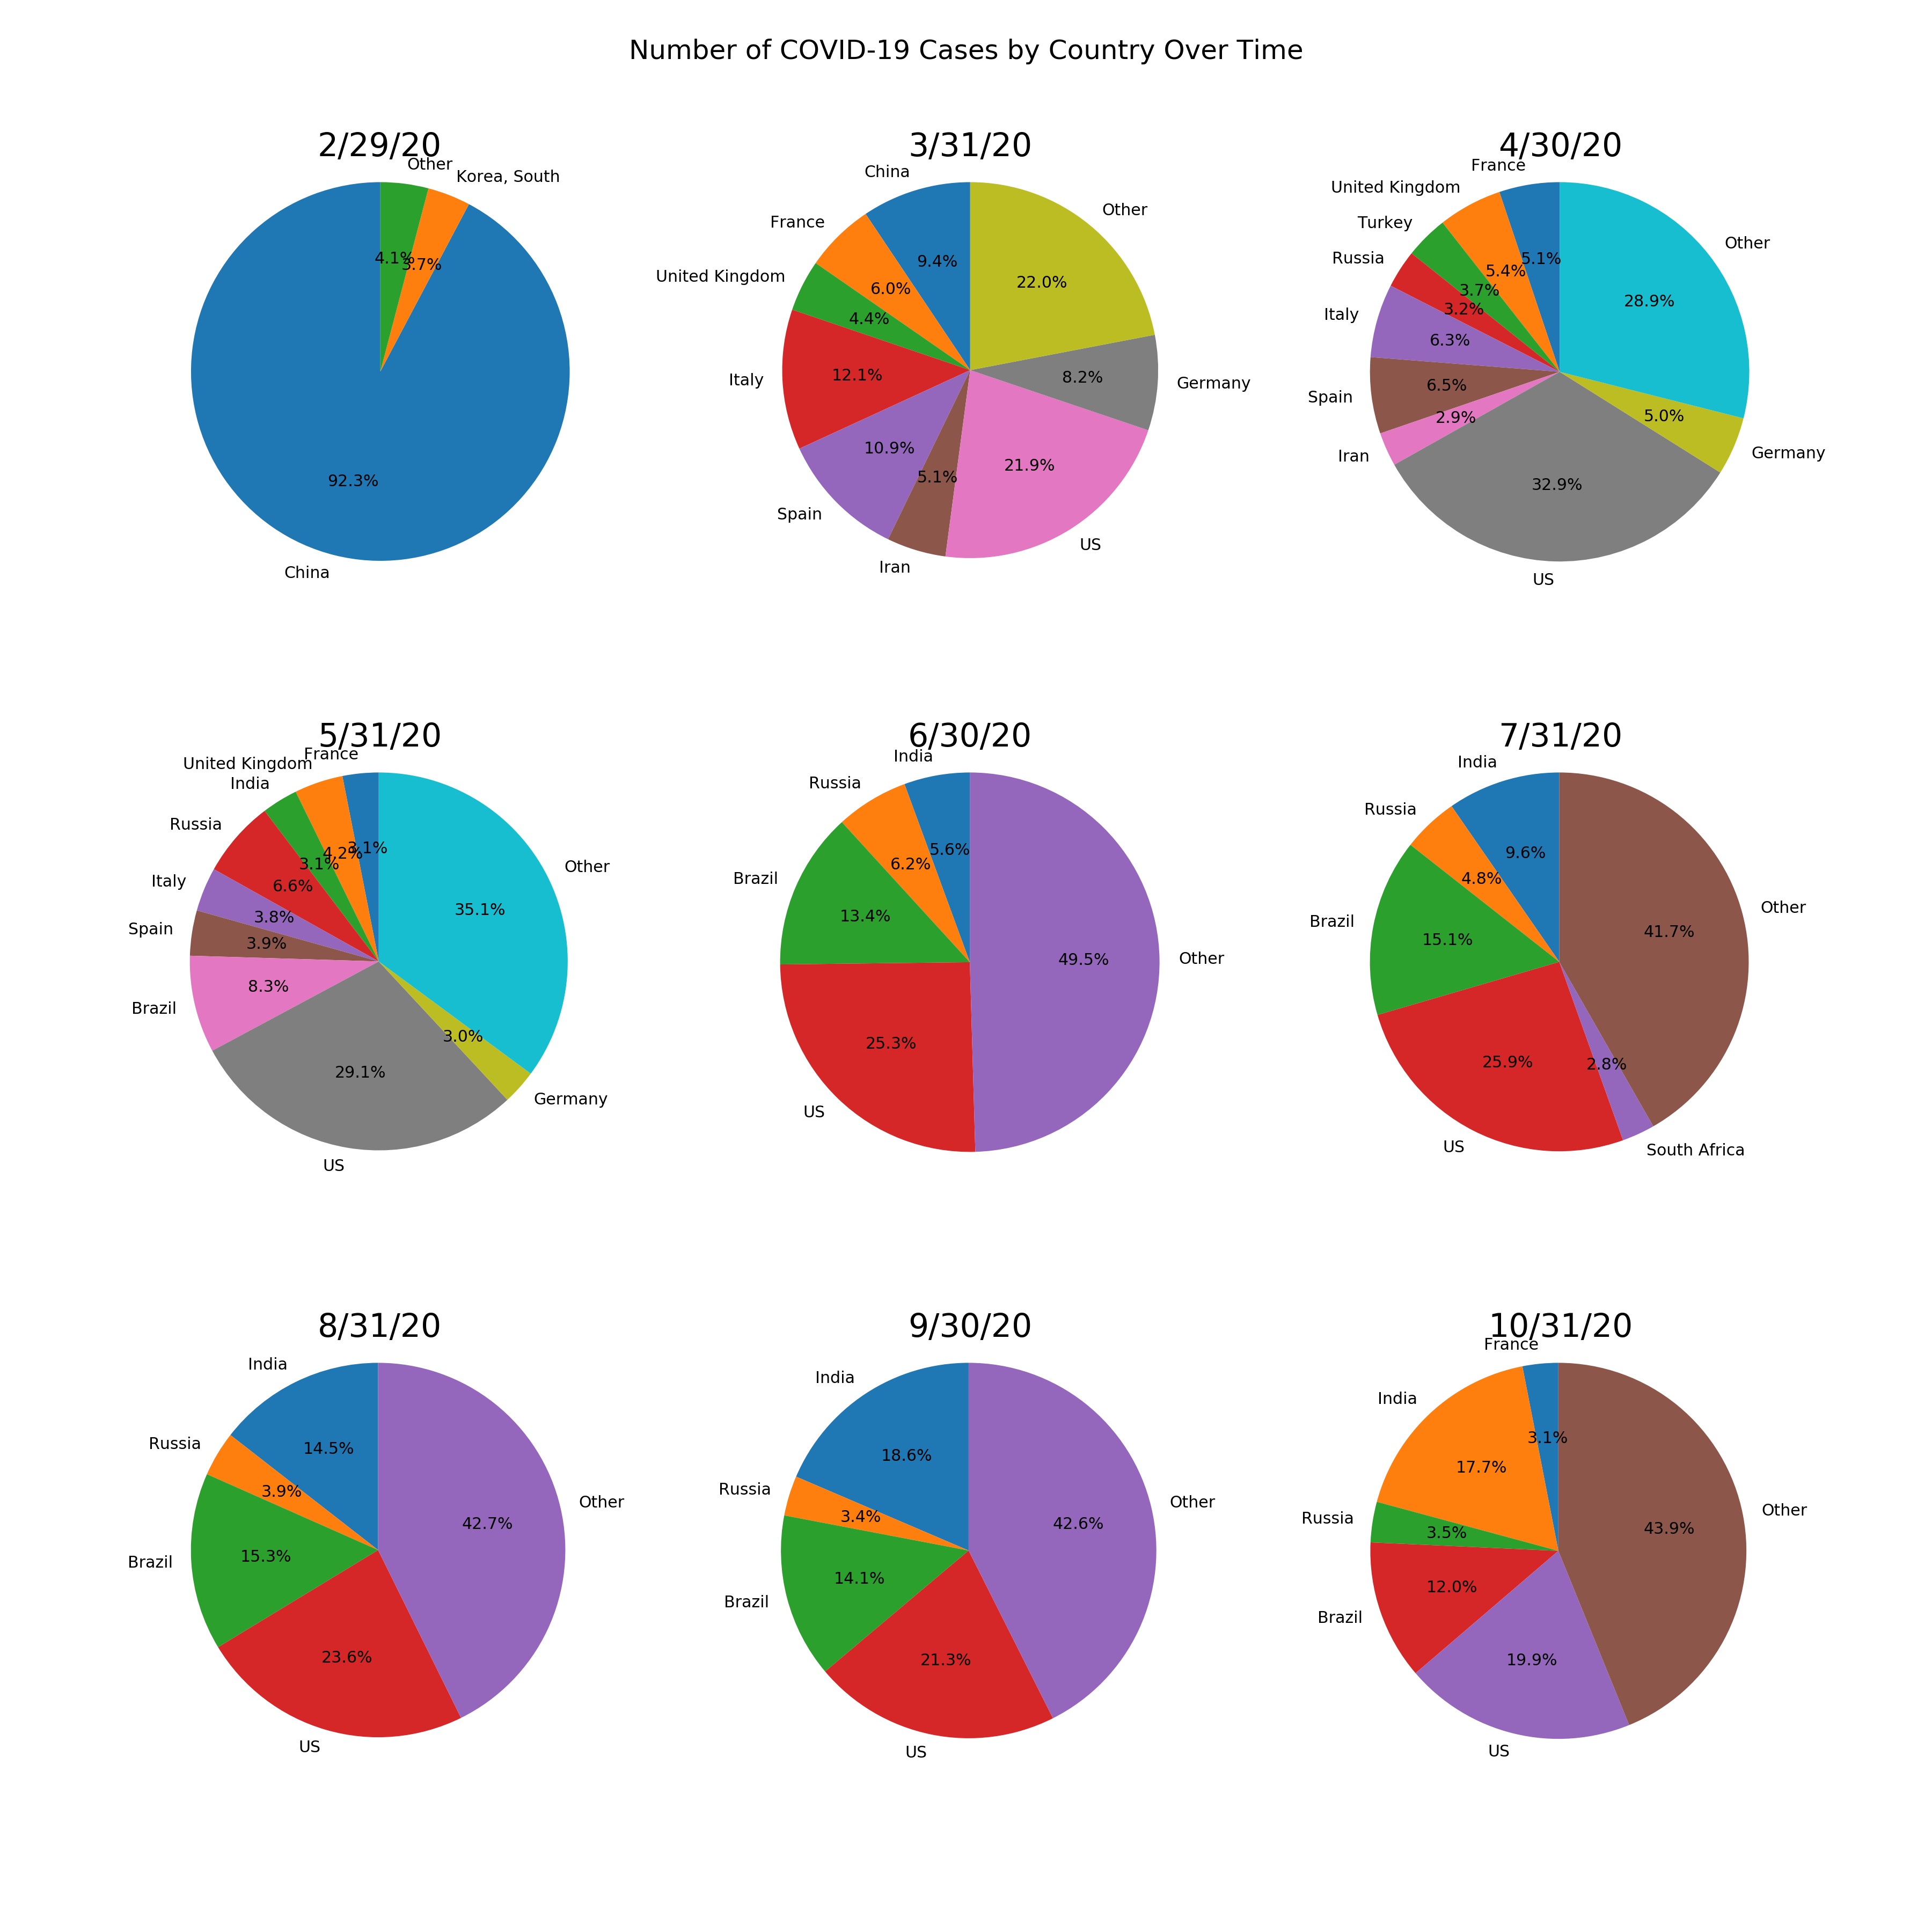 Number of COVID-19 Cases by Country Over Time
2/29/20
Other
Korea, South
4.1%
3.7%
92.3%
China
3/31/20
China
Other
France
United Kingdom
9.4%
22.0%
6.0%
4.4%
Italy
12.1%
8.2%
Germany
10.9%
5.1%
21.9%
Spain
Iran
US
4/30/20
France
United Kingdom
Turkey
Russia
Other
5.1%
5.4%
3.7%
3.2%
28.9%
Italy
6.3%
6.5%
Spain
2.9%
5.0%
Iran
Germany
32.9%
US
5/31/20
France
United Kingdom
India
Russia
3.1%
4.2%
3.1%
Other
Italy
6.6%
35.1%
3.8%
Spain
3.9%
8.3%
Brazil
3.0%
29.1%
Germany
US
6/30/20
India
Russia
5.6%
6.2%
Brazil
13.4%
49.5%
Other
25.3%
US
7/31/20
India
Russia
9.6%
4.8%
Brazil
Other
15.1%
41.7%
25.9%
2.8%
US
South Africa
8/31/20
India
Russia
14.5%
3.9%
Other
42.7%
Brazil
15.3%
23.6%
US
9/30/20
India
18.6%
Russia
3.4%
Other
42.6%
14.1%
Brazil
21.3%
US
10/31/20
France
India
3.1%
17.7%
Russia
3.5%
Other
43.9%
12.0%
Brazil
19.9%
US